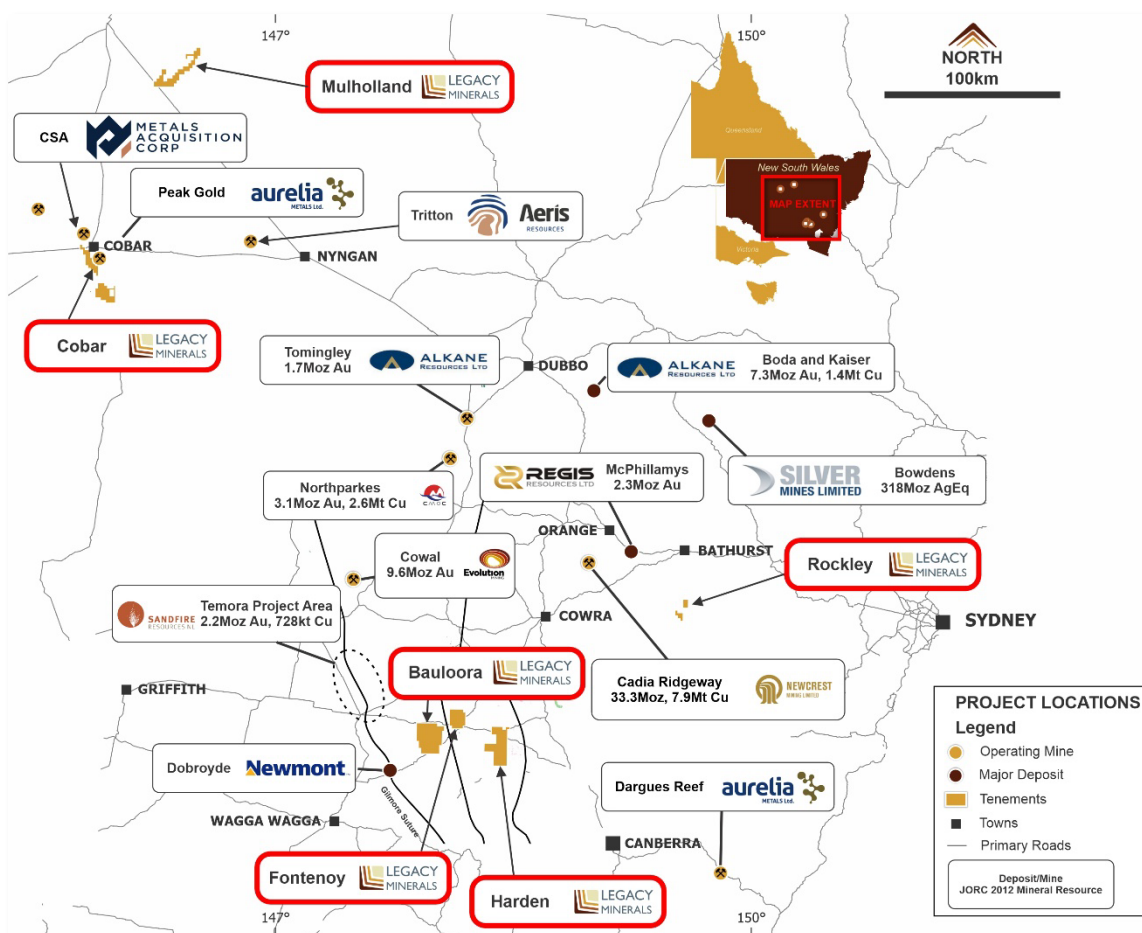 147°
150°
NORTH
100km
Mulholland
LEGACY
MINERALS
CSA
METALS
ACQUISITION
CORP
Peak Gold
aurelia
METALS Ltd.
Tritton
Aeris
RESOURCES
Queensland
New South Wales
MAP EXTENT
Victoria
COBAR
NYNGAN
Cobar
LEGACY
MINERALS
Tomingley
1.7Moz Au
ALKANE
RESOURCES LTD
DUBBO
ALKANE
RESOURCES LTD
Boda and Kaiser
7.3Moz Au, 1.4Mt Cu
Northparkes
3.1Moz Au, 2.6Mt Cu
CMOC
REGIS
RESOURCES LTD
McPhillamys
2.3Moz Au
SILVER
MINES LIMITED
Bowdens
318Moz AgEq
ORANGE
BATHURST
Rockley
LEGACY
MINERALS
Cowal
9.6Moz Au
Evolution
MINING
SANDFIRE
RESOURCES NL
Temora Project Area
2.2Moz Au, 728kt Cu
COWRA
SYDNEY
Bauloora
LEGACY
MINERALS
Cadia Ridgeway
33.3Moz, 7.9Mt Cu
NEWCREST
MINING LIMITED
GRIFFITH
Dobroyde
Newmont
Gilmore Suture
Dargues Reef
aurelia
METALS Ltd.
WAGGA WAGGA
CANBERRA
Fontenoy
LEGACY
MINERALS
Harden
LEGACY
MINERALS
PROJECT LOCATIONS
Legend
Operating Mine
Major Deposit
Tenements
Towns
Primary Roads
Deposit/Mine
JORC 2012 Mineral Resource
147°
150°